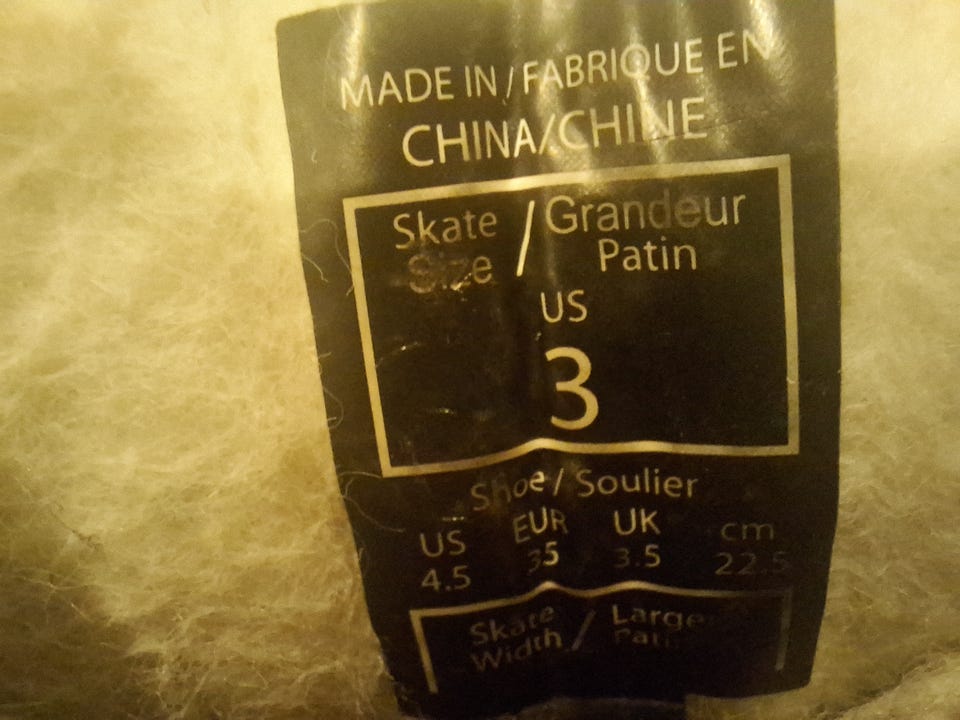 MADE IN / FABRIQUE EN
CHINA/CHINE
Skate / Grandeur
Size Patin
US
3
Shoe / Soulier
US EUR UK cm
4.5 35 3.5 22.5
Skate / Large
Width